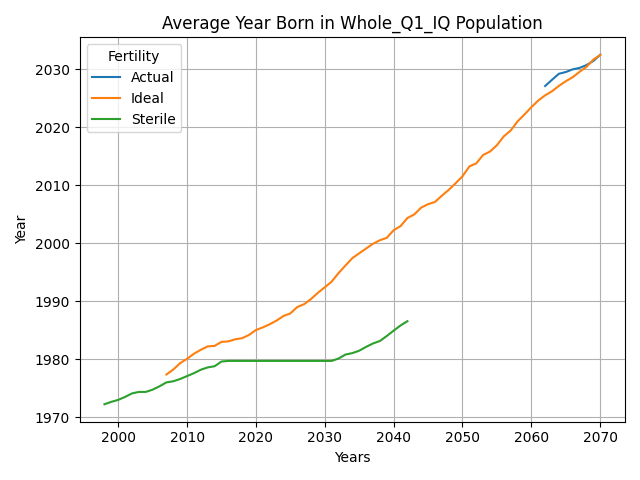 Average Year Born in Whole_Q1_IQ Population
Fertility
Actual
Ideal
Sterile
Year
2030
2020
2010
2000
1990
1980
1970
2000 2010 2020 2030 2040 2050 2060 2070
Years